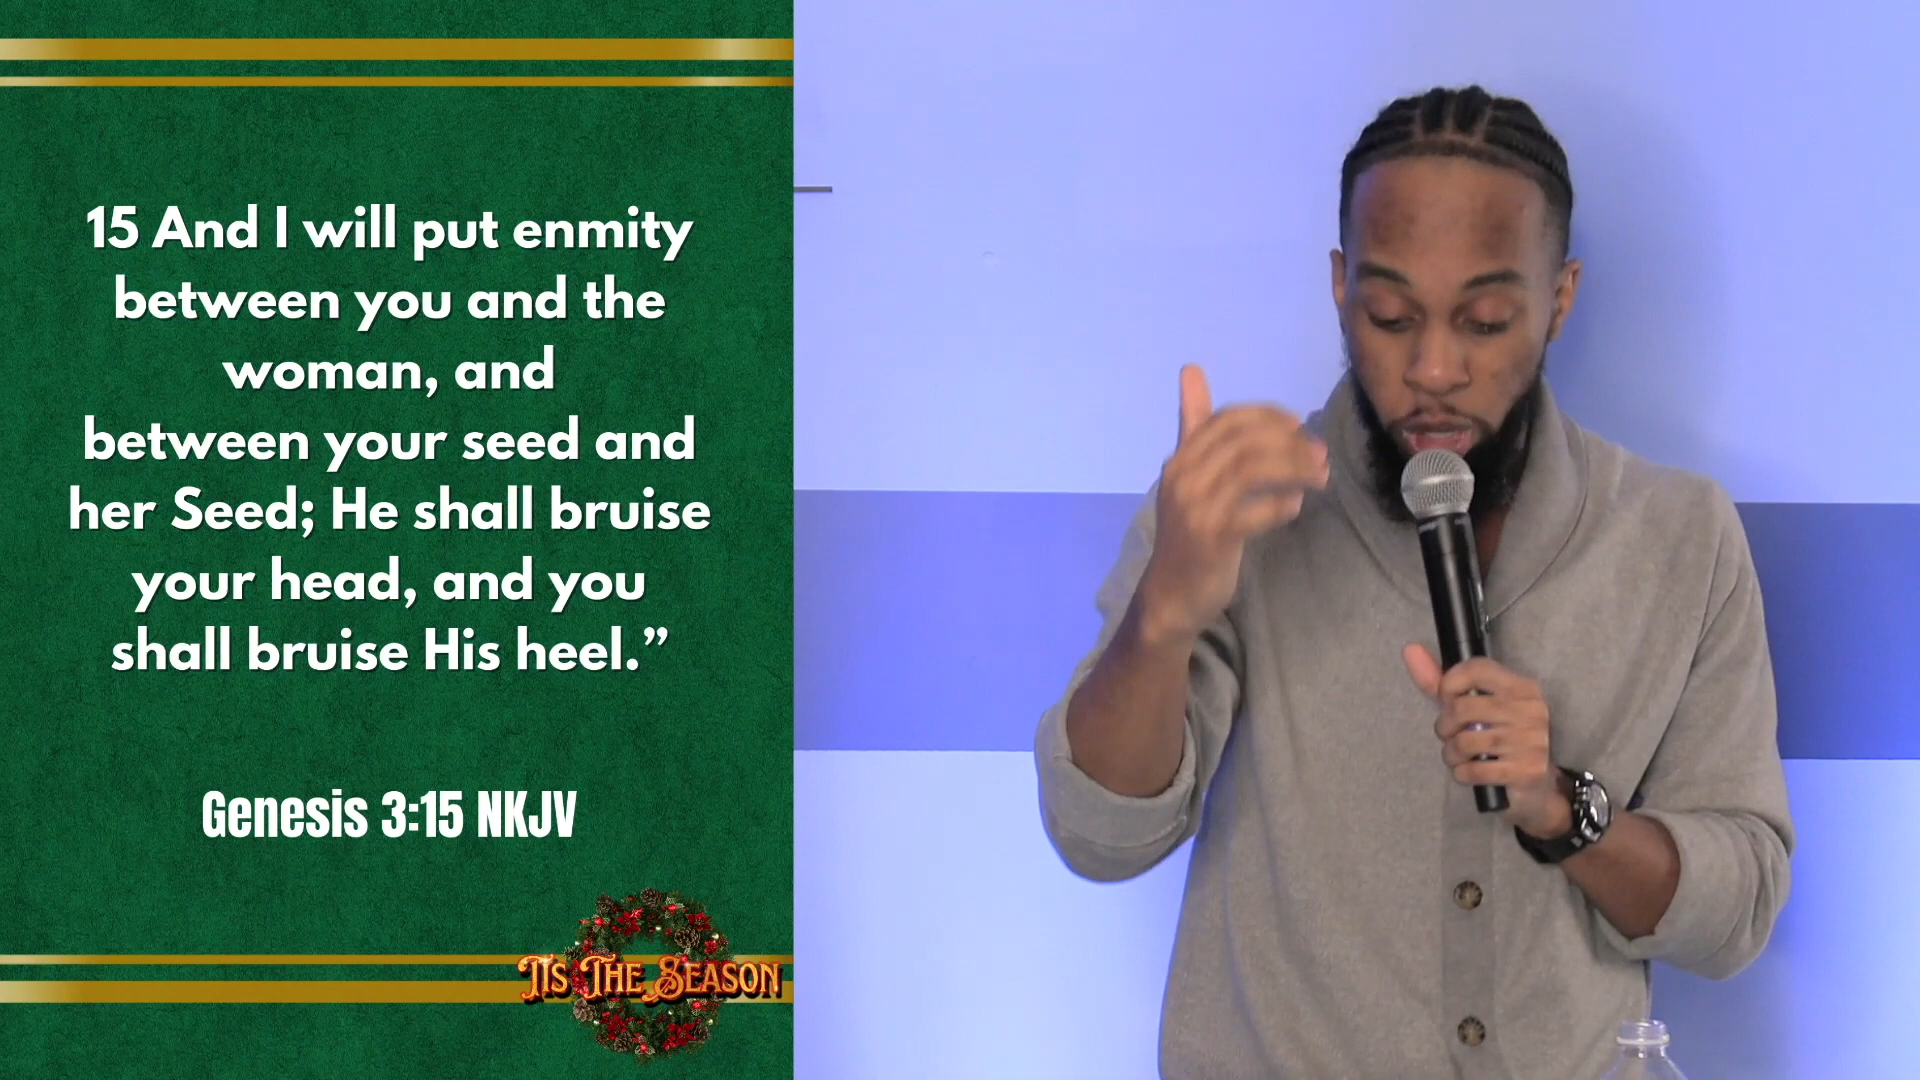 15 And I will put enmity
between you and the
woman, and
between your seed and
her Seed; He shall bruise
your head, and you
shall bruise His heel.”
Genesis 3:15 NKJV
'Tis The Season